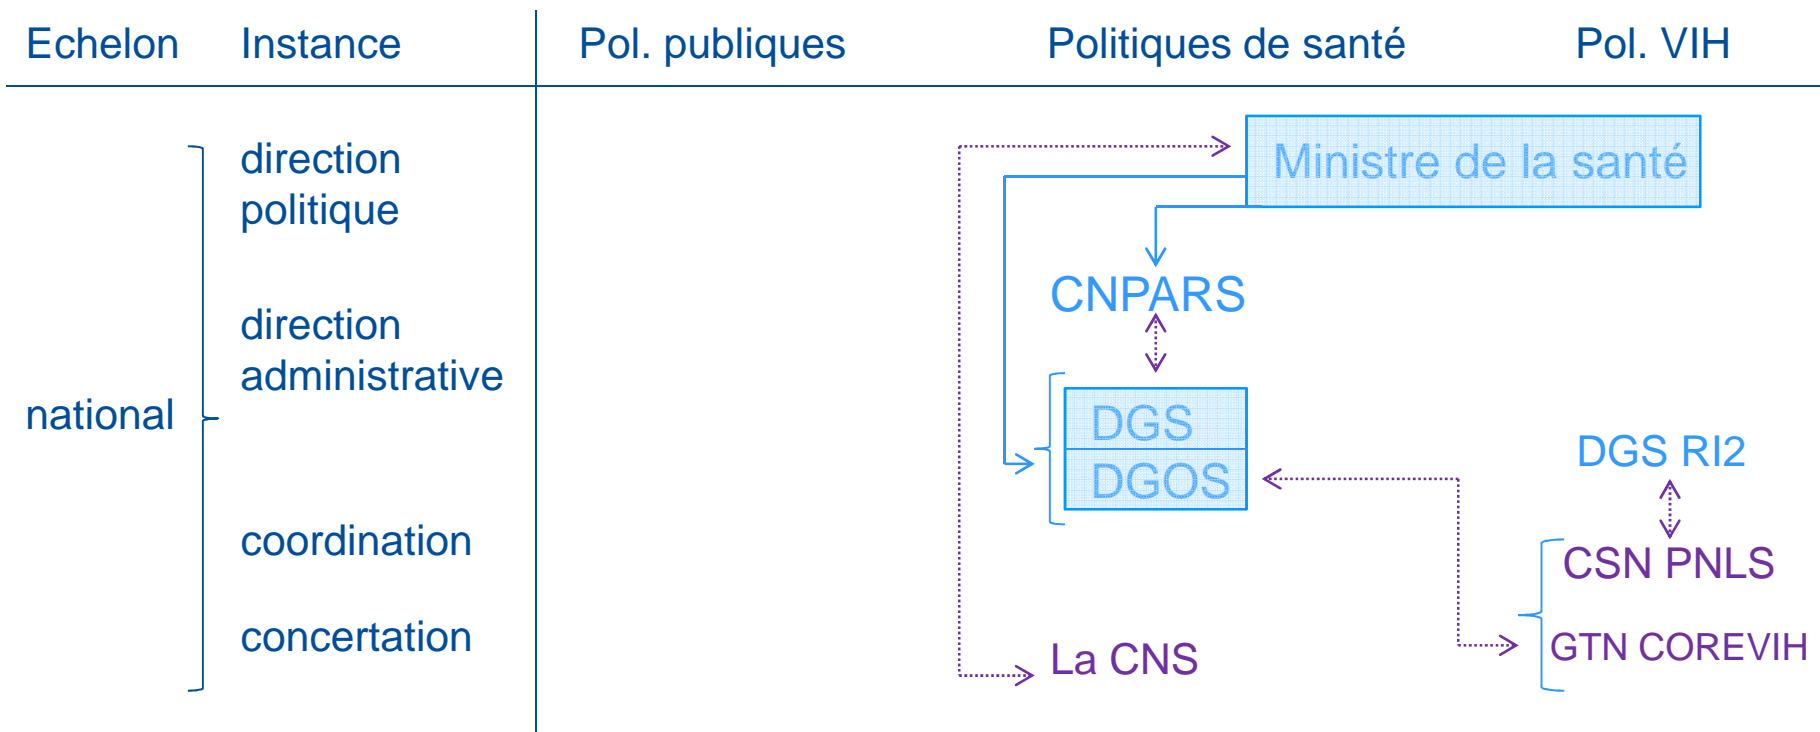 Echelon Instance Pol. publiques Politiques de santé Pol. VIH
direction
politique
Ministre de la santé
CNPARS
direction
administrative
national
DGS
DGOS
DGS RI2
coordination
CSN PNLS
concertation
La CNS
GTN COREVIH